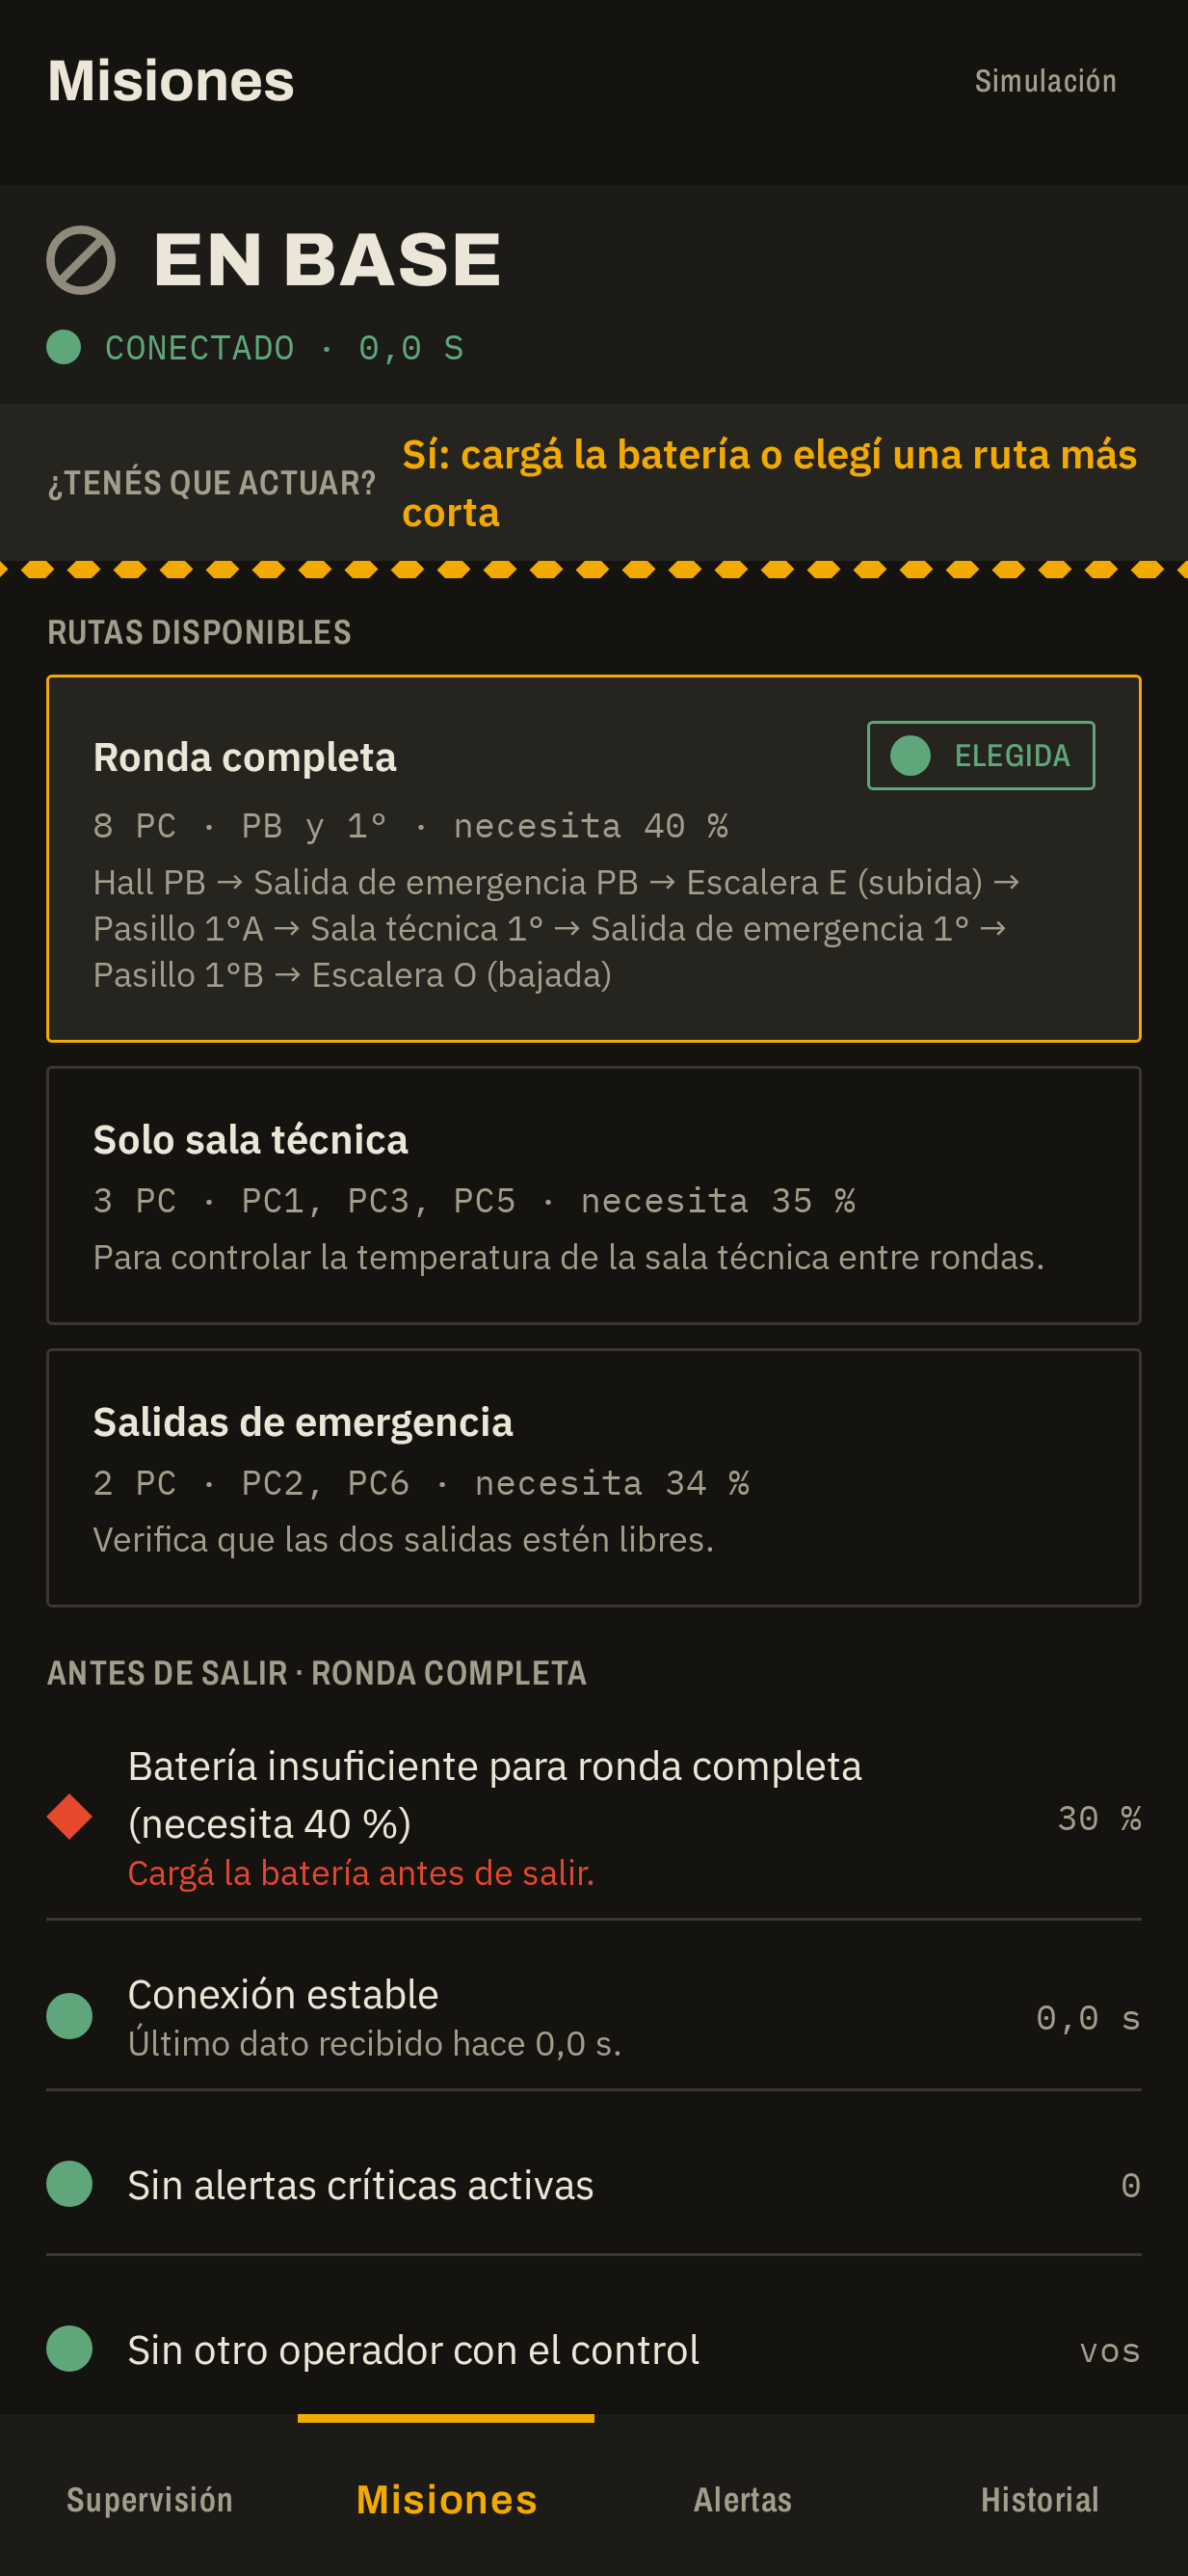 Misiones
Simulación
EN BASE
CONECTADO · 0,0 S
¿TENÉS QUE ACTUAR?
Sí: cargá la batería o elegí una ruta más
corta
RUTAS DISPONIBLES
Ronda completa
ELEGIDA
8 PC · PB y 1° · necesita 40 %
Hall PB → Salida de emergencia PB → Escalera E (subida) →
Pasillo 1°A → Sala técnica 1° → Salida de emergencia 1° →
Pasillo 1°B → Escalera O (bajada)
Solo sala técnica
3 PC · PC1, PC3, PC5 · necesita 35 %
Para controlar la temperatura de la sala técnica entre rondas.
Salidas de emergencia
2 PC · PC2, PC6 · necesita 34 %
Verifica que las dos salidas estén libres.
ANTES DE SALIR · RONDA COMPLETA
Batería insuficiente para ronda completa
(necesita 40 %)
30 %
Cargá la batería antes de salir.
Conexión estable
0,0 s
Último dato recibido hace 0,0 s.
Sin alertas críticas activas
0
Sin otro operador con el control
vos
Supervisión
Misiones
Alertas
Historial